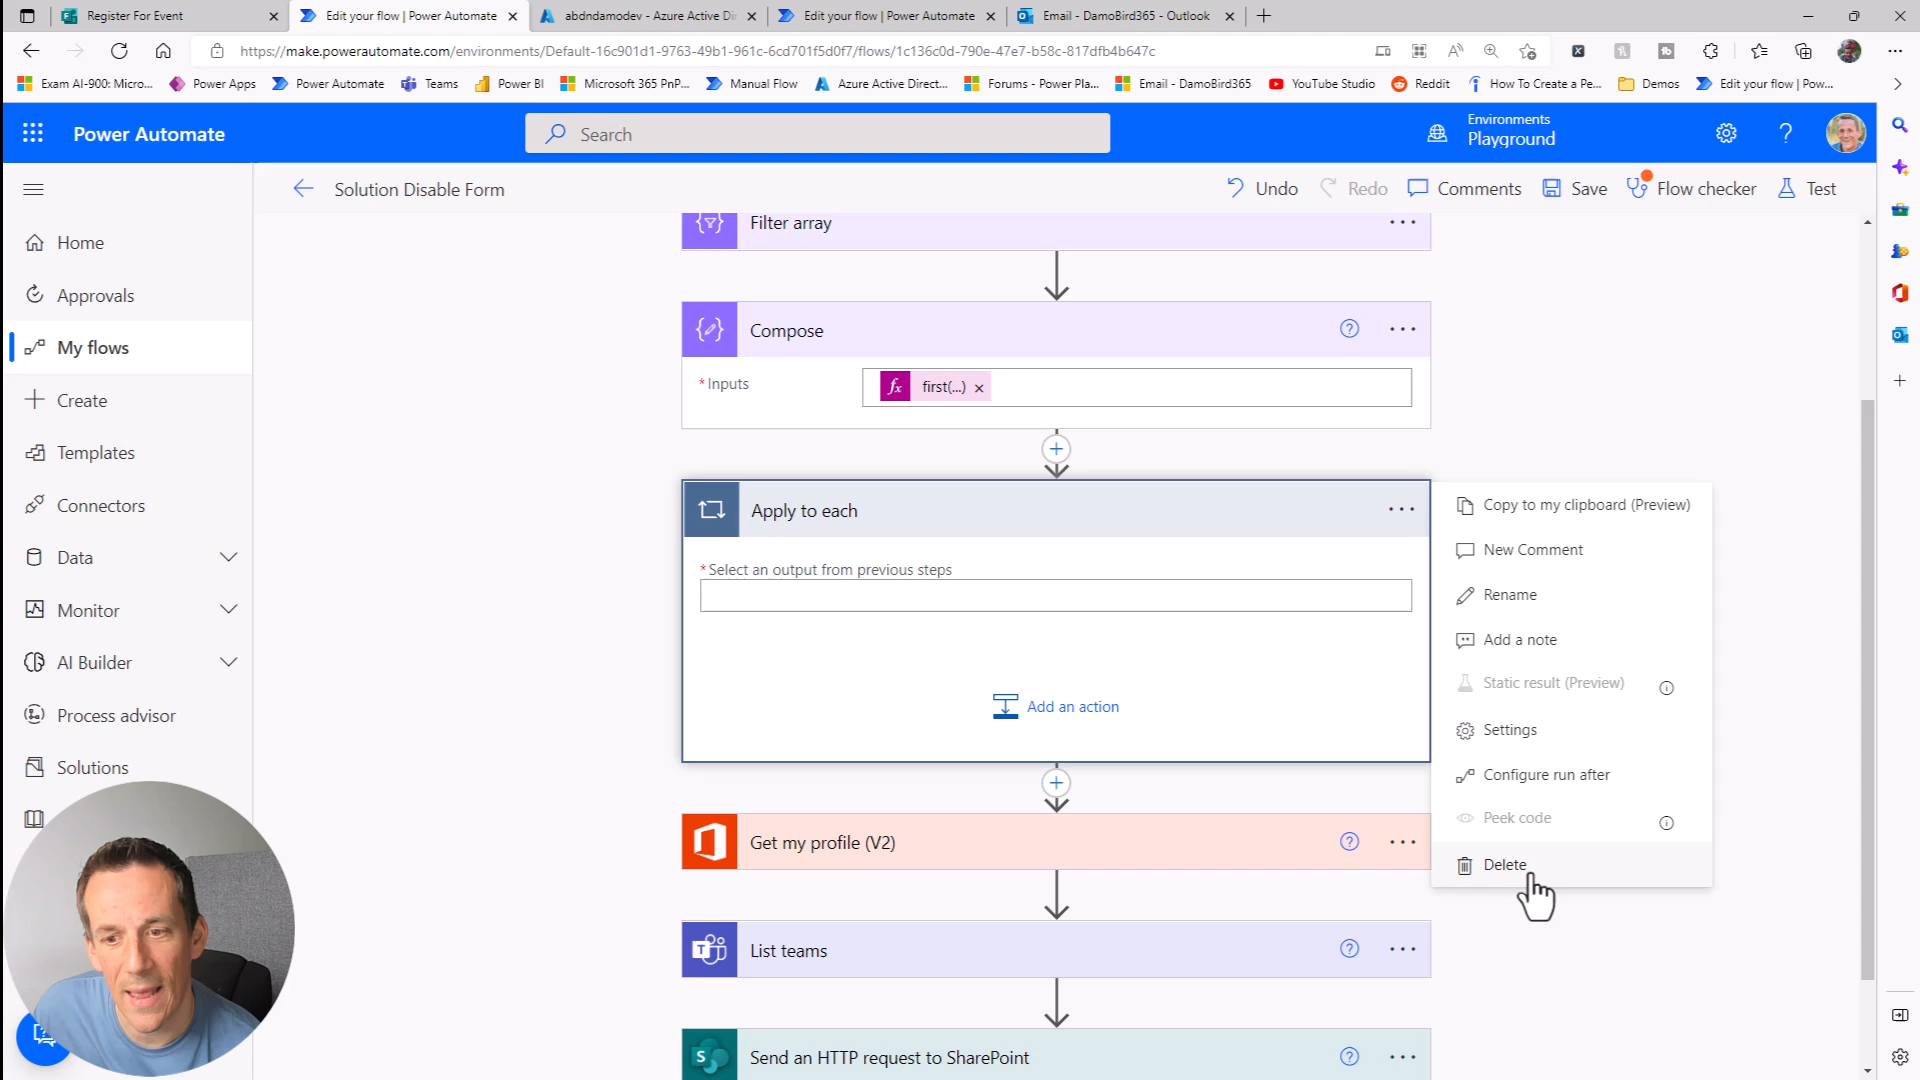 Register For Event
Edit your flow | Power Automate
abdndamodev - Azure Active Di
Edit your flow | Power Automate
Email - DamoBird365 - Outlook
https://make.powerautomate.com/environments/Default-16c901d1-9763-49b1-961c-6cd701f5d0f7/flows/1c136c0d-790e-47e7-b58c-817dfb4b647c
Exam AI-900: Micro...
Power Apps
Power Automate
Teams
Power BI
Microsoft 365 PnP...
Manual Flow
Azure Active Direct...
Forums - Power Pla...
Email - DamoBird365
YouTube Studio
Reddit
How To Create a Pe...
Demos
Edit your flow | Pow...
Power Automate
Search
Environments
Playground
Solution Disable Form
Undo
Redo
Comments
Save
Flow checker
Test
Home
Approvals
My flows
Create
Templates
Connectors
Data
Monitor
AI Builder
Process advisor
Solutions
Filter array
Compose
* Inputs
fx first(...) ×
Apply to each
* Select an output from previous steps
Add an action
Get my profile (V2)
List teams
Send an HTTP request to SharePoint
Copy to my clipboard (Preview)
New Comment
Rename
Add a note
Static result (Preview)
Settings
Configure run after
Peek code
Delete